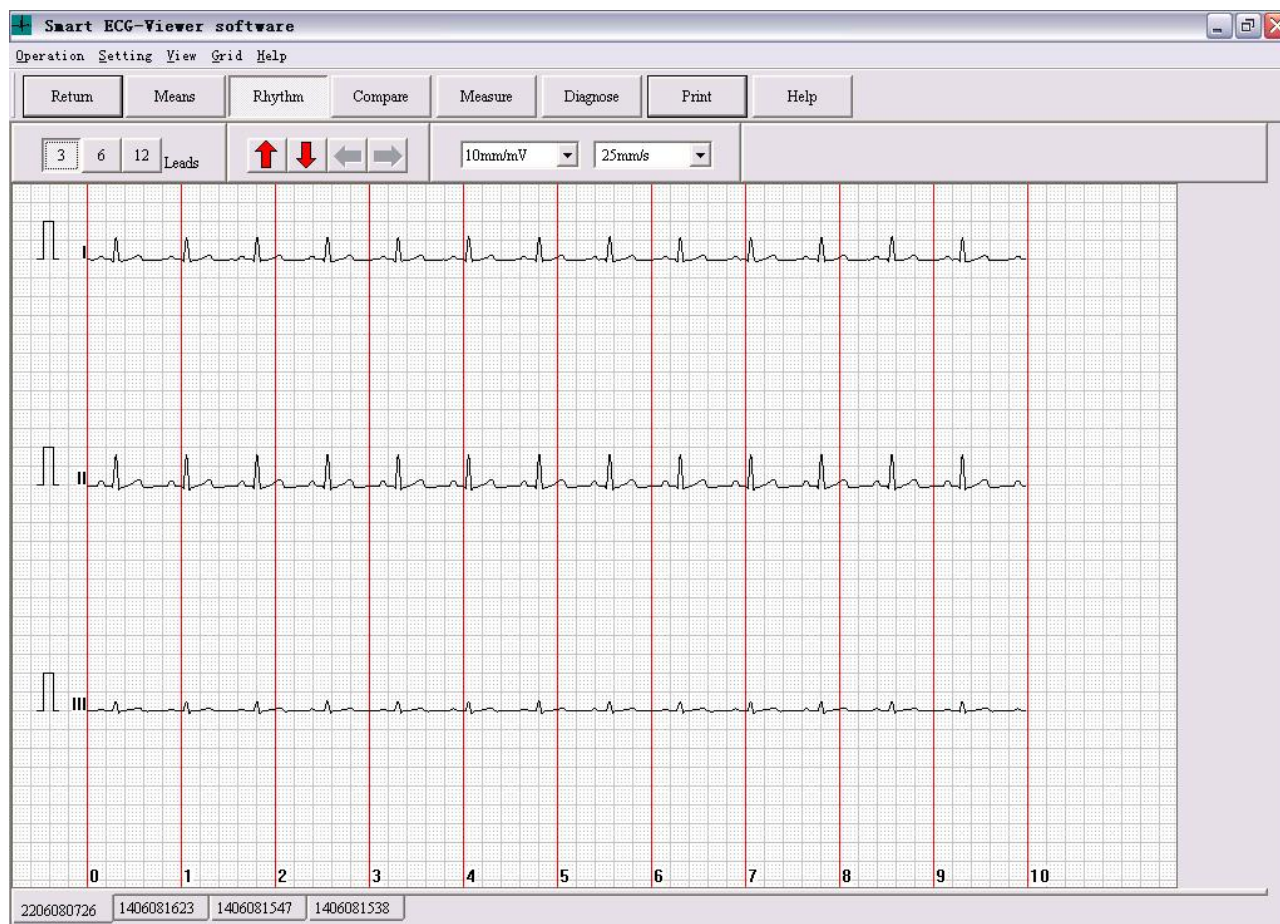 Smart ECG-Viewer software
Operation Setting View Grid Help
Return Means Rhythm Compare Measure Diagnose Print Help
3 6 12 Leads 10mm/mV 25mm/s
I
II
III
0 1 2 3 4 5 6 7 8 9 10
2206080726 1406081623 1406081547 1406081538